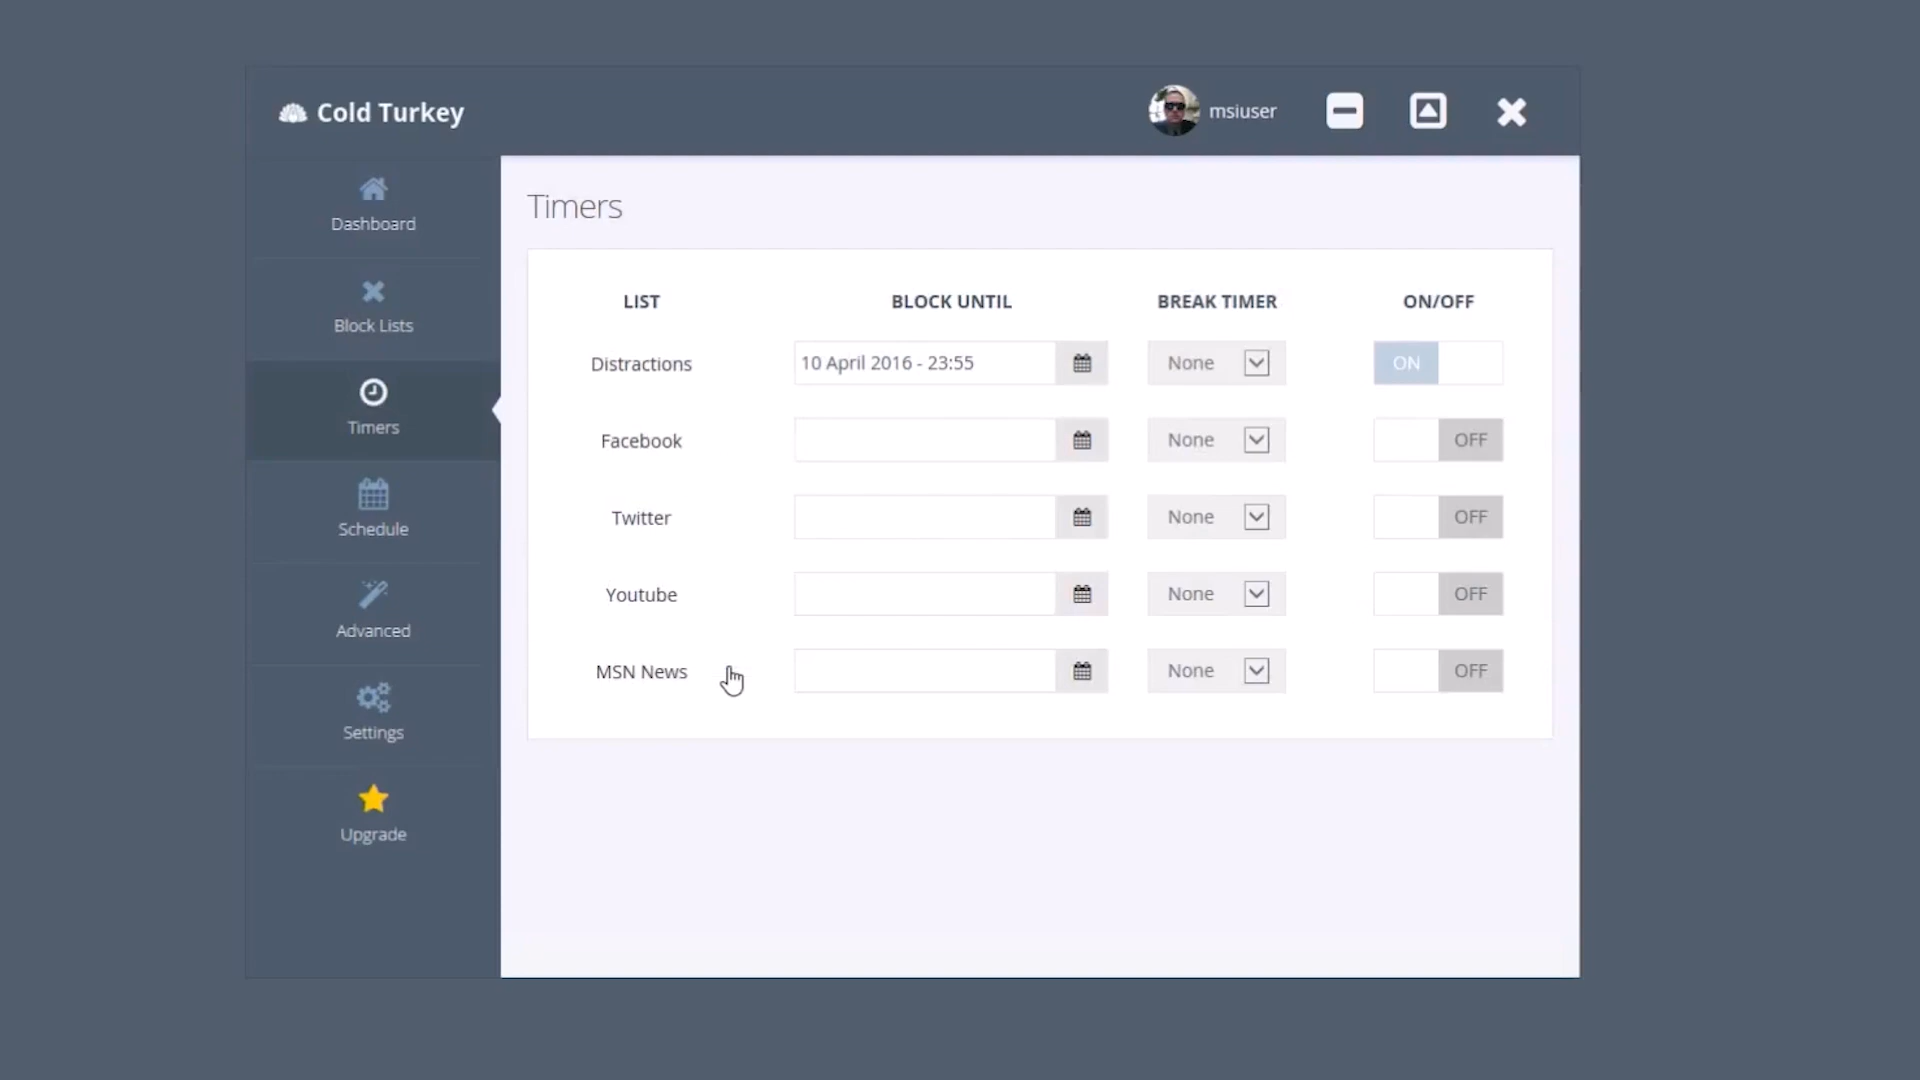 Cold Turkey
msiuser
Dashboard
Block Lists
Timers
Schedule
Advanced
Settings
Upgrade
Timers
LIST BLOCK UNTIL BREAK TIMER ON/OFF
Distractions 10 April 2016 - 23:55 None ON
Facebook None OFF
Twitter None OFF
Youtube None OFF
MSN News None OFF